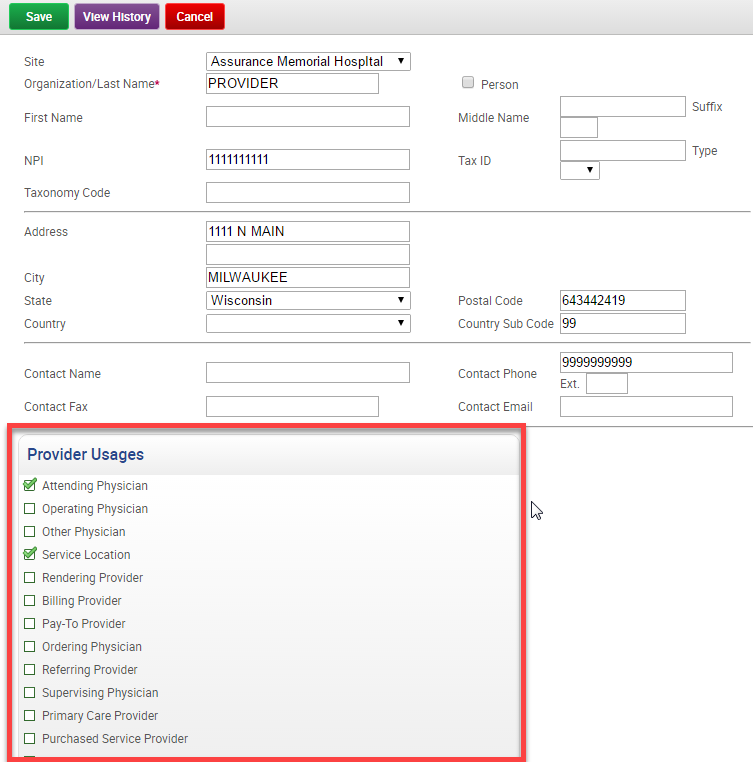 Save View History Cancel
Site Assurance Memorial Hospltal
Organization/Last Name* PROVIDER Person
First Name Middle Name Suffix
NPI 1111111111 Tax ID Type
Taxonomy Code
Address 1111 N MAIN
City MILWAUKEE
State Wisconsin Postal Code 643442419
Country Country Sub Code 99
Contact Name Contact Phone 9999999999
Ext.
Contact Fax Contact Email
Provider Usages
Attending Physician
Operating Physician
Other Physician
Service Location
Rendering Provider
Billing Provider
Pay-To Provider
Ordering Physician
Referring Provider
Supervising Physician
Primary Care Provider
Purchased Service Provider